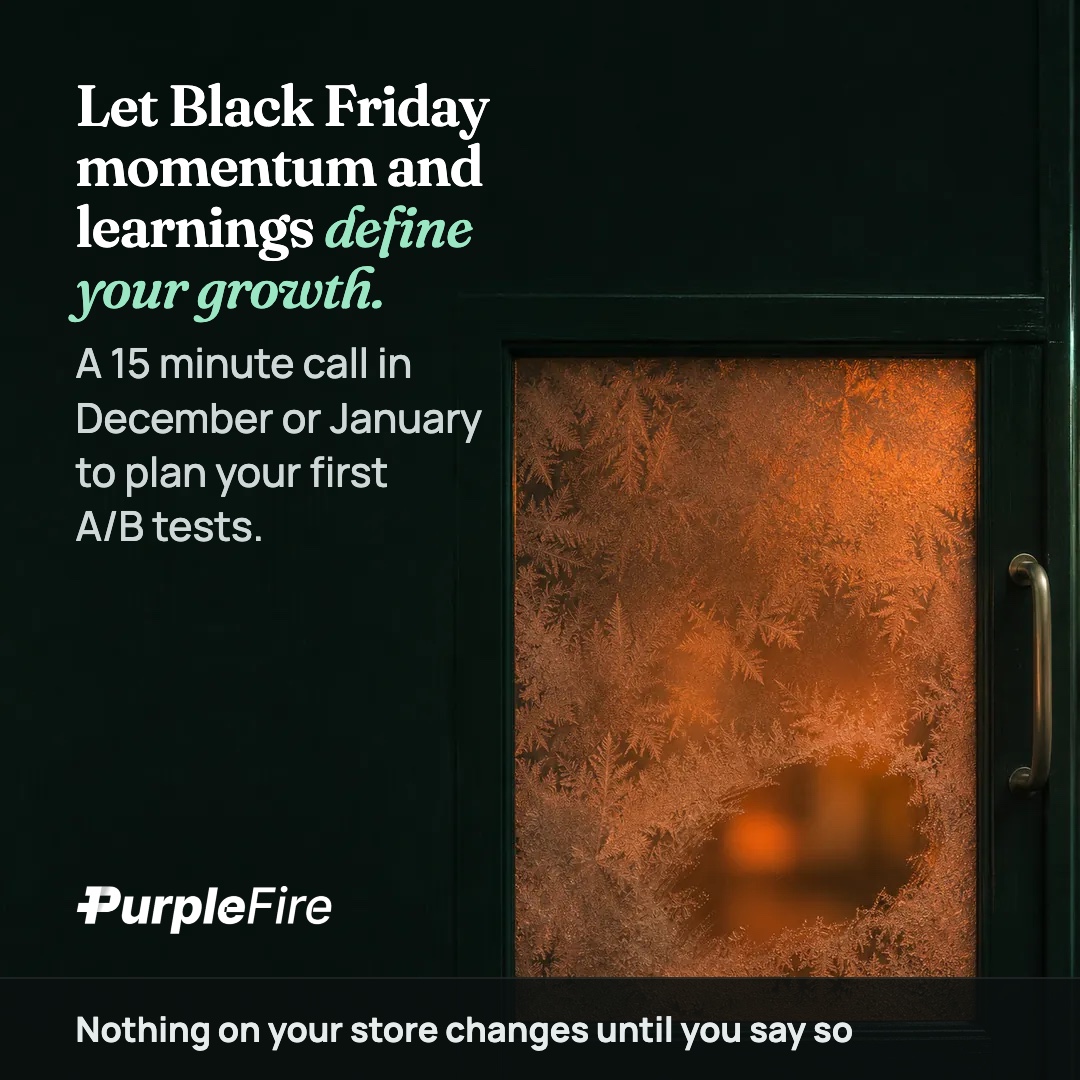 Let Black Friday
momentum and
learnings define
your growth.
A 15 minute call in
December or January
to plan your first
A/B tests.
PurpleFire
Nothing on your store changes until you say so